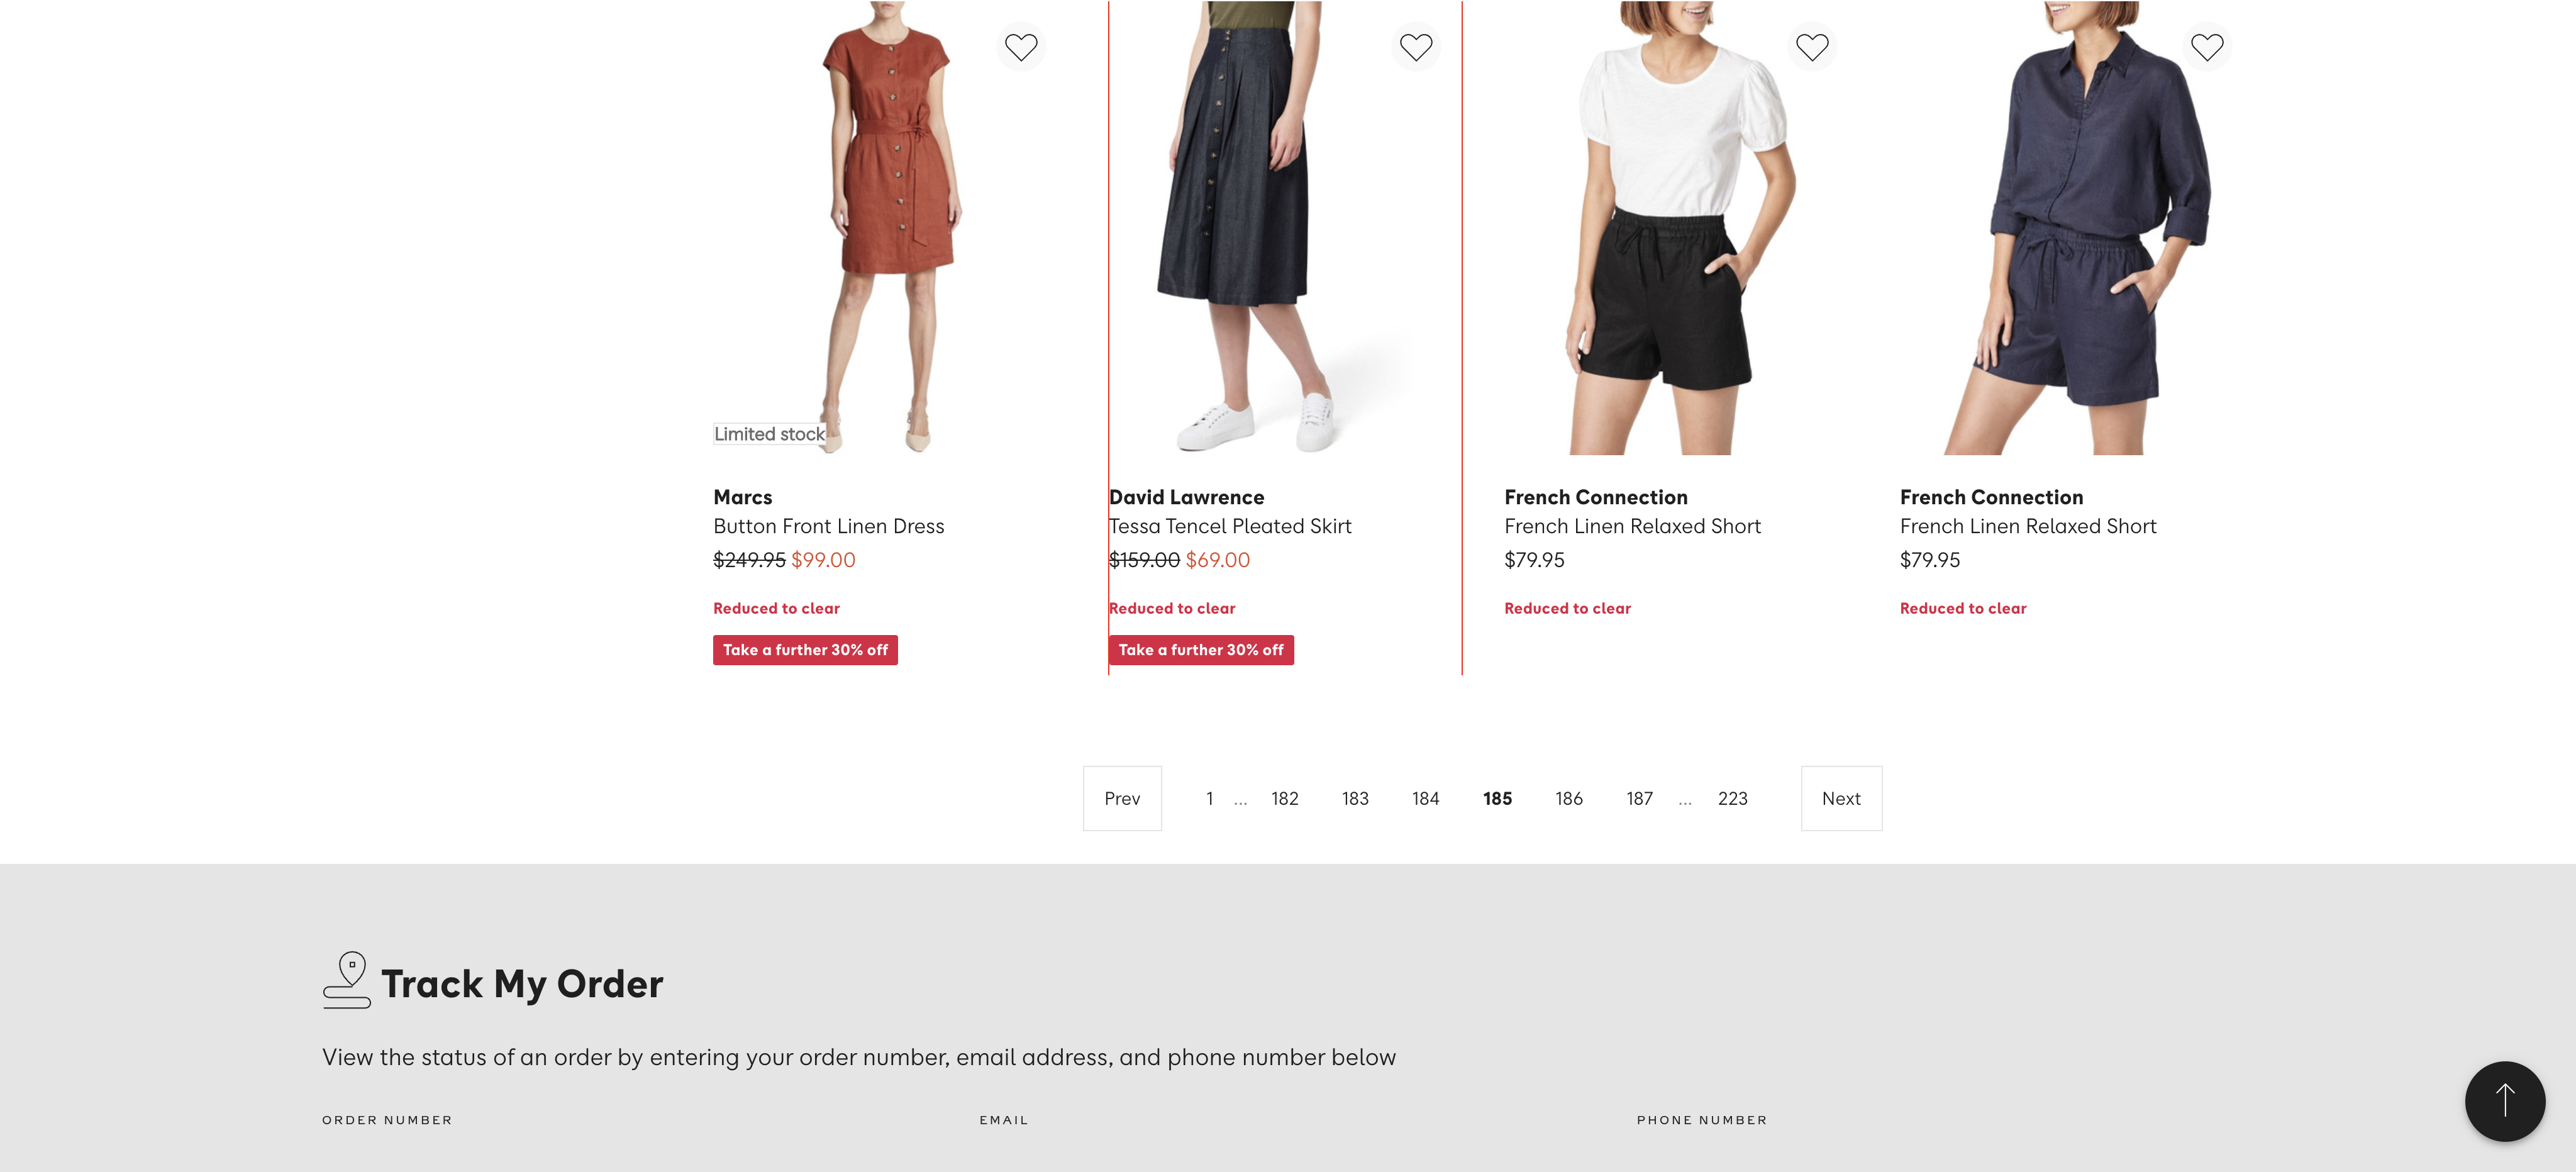 Limited stock
Marcs
Button Front Linen Dress
$249.95 $99.00
Reduced to clear
Take a further 30% off
David Lawrence
Tessa Tencel Pleated Skirt
$159.00 $69.00
Reduced to clear
Take a further 30% off
French Connection
French Linen Relaxed Short
$79.95
Reduced to clear
French Connection
French Linen Relaxed Short
$79.95
Reduced to clear
Prev 1 ... 182 183 184 185 186 187 ... 223 Next
Track My Order
View the status of an order by entering your order number, email address, and phone number below
ORDER NUMBER EMAIL PHONE NUMBER